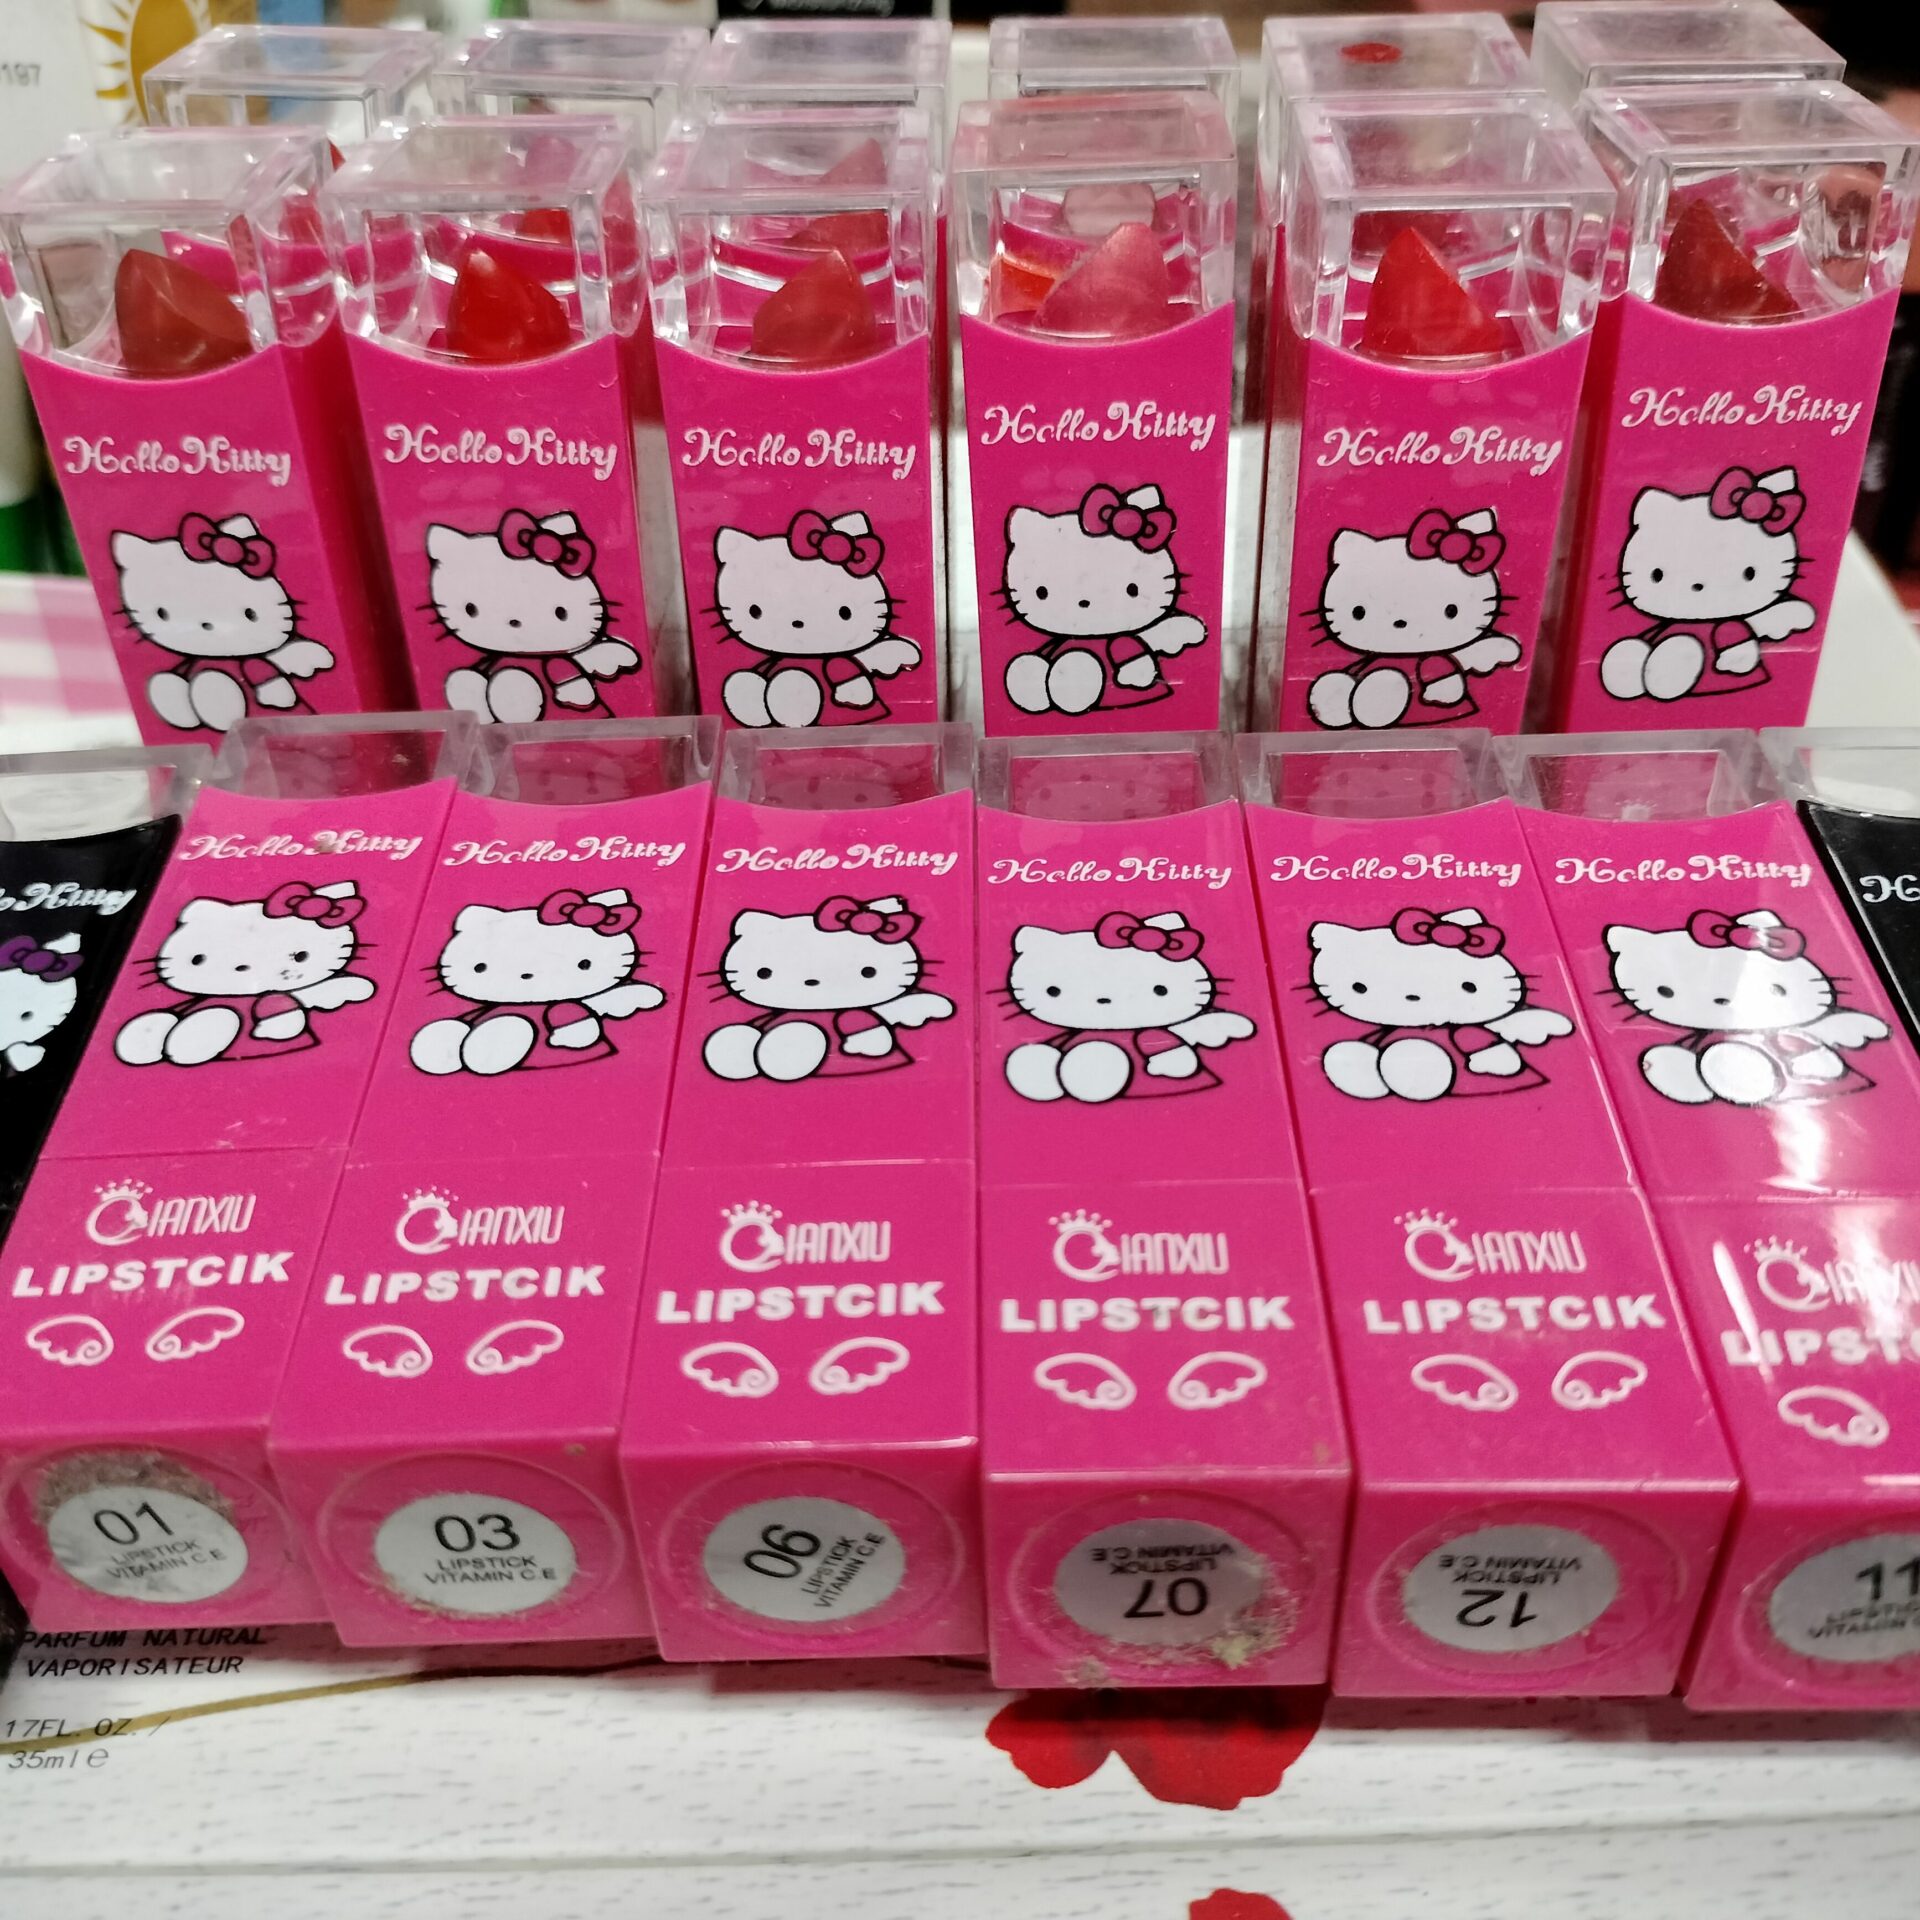 197
Hello Kitty
Hello Kitty
Hello Kitty
Hello Kitty
Hello Kitty
Hello Kitty
Kitty
Hello Kitty
Hello Kitty
Hello Kitty
Hello Kitty
Hello Kitty
Hello Kitty
QIANXIU
LIPSTCIK
QIANXIU
LIPSTCIK
QIANXIU
LIPSTCIK
QIANXIU
LIPSTCIK
QIANXIU
LIPSTCIK
01
LIPSTICK
VITAMIN C.E
03
LIPSTICK
VITAMIN C.E
06
LIPSTICK
VITAMIN C.E
07
LIPSTICK
VITAMIN C.E
12
LIPSTICK
VITAMIN C.E
11
PARFUM NATURAL
VAPORISATEUR
17FL. OZ. /
35ml e